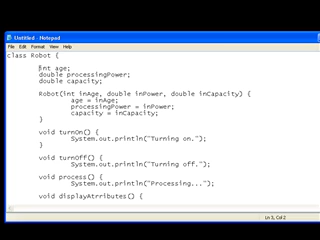 Untitled - Notepad
File Edit Format View Help
class Robot {
int age;
double processingPower;
double capacity;
Robot(int inAge, double inPower, double inCapacity) {
age = inAge;
processingPower = inPower;
capacity = inCapacity;
}
void turnOn() {
System.out.println("Turning on.");
}
void turnOff() {
System.out.println("Turning off.");
}
void process() {
System.out.println("Processing...");
}
void displayAtrributes() {
Ln 3, Col 2